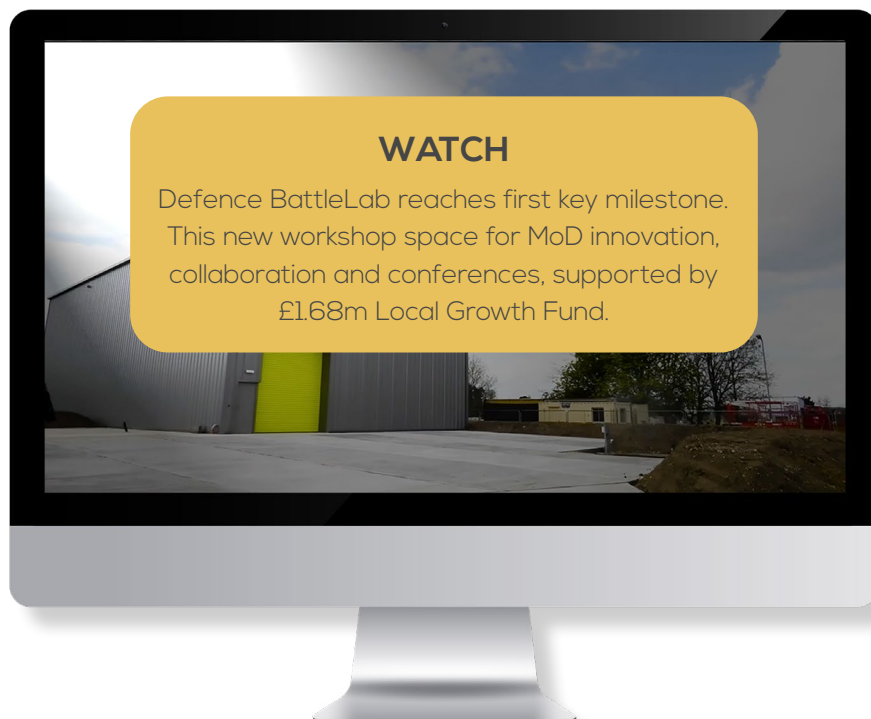 WATCH
Defence BattleLab reaches first key milestone.
This new workshop space for MoD innovation,
collaboration and conferences, supported by
£1.68m Local Growth Fund.